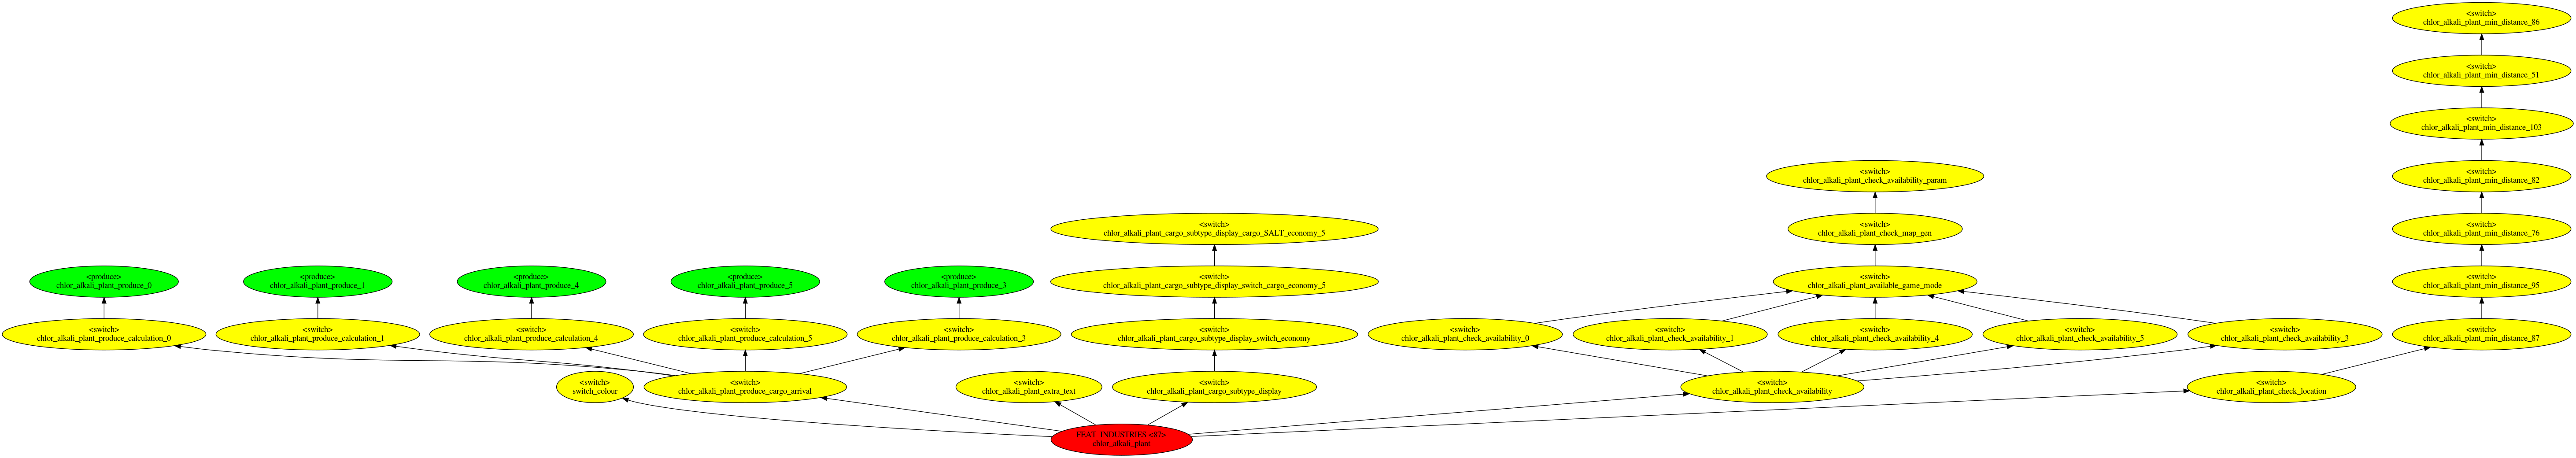 <switch>
chlor_alkali_plant_min_distance_86
<switch>
chlor_alkali_plant_min_distance_51
<switch>
chlor_alkali_plant_min_distance_103
<switch>
chlor_alkali_plant_check_availability_param
<switch>
chlor_alkali_plant_min_distance_82
<switch>
chlor_alkali_plant_cargo_subtype_display_cargo_SALT_economy_5
<switch>
chlor_alkali_plant_check_map_gen
<switch>
chlor_alkali_plant_min_distance_76
<produce>
chlor_alkali_plant_produce_0
<produce>
chlor_alkali_plant_produce_1
<produce>
chlor_alkali_plant_produce_4
<produce>
chlor_alkali_plant_produce_5
<produce>
chlor_alkali_plant_produce_3
<switch>
chlor_alkali_plant_cargo_subtype_display_switch_cargo_economy_5
<switch>
chlor_alkali_plant_available_game_mode
<switch>
chlor_alkali_plant_min_distance_95
<switch>
chlor_alkali_plant_produce_calculation_0
<switch>
chlor_alkali_plant_produce_calculation_1
<switch>
chlor_alkali_plant_produce_calculation_4
<switch>
chlor_alkali_plant_produce_calculation_5
<switch>
chlor_alkali_plant_produce_calculation_3
<switch>
chlor_alkali_plant_cargo_subtype_display_switch_economy
<switch>
chlor_alkali_plant_check_availability_0
<switch>
chlor_alkali_plant_check_availability_1
<switch>
chlor_alkali_plant_check_availability_4
<switch>
chlor_alkali_plant_check_availability_5
<switch>
chlor_alkali_plant_check_availability_3
<switch>
chlor_alkali_plant_min_distance_87
<switch>
switch_colour
<switch>
chlor_alkali_plant_produce_cargo_arrival
<switch>
chlor_alkali_plant_extra_text
<switch>
chlor_alkali_plant_cargo_subtype_display
<switch>
chlor_alkali_plant_check_availability
<switch>
chlor_alkali_plant_check_location
FEAT_INDUSTRIES <87>
chlor_alkali_plant